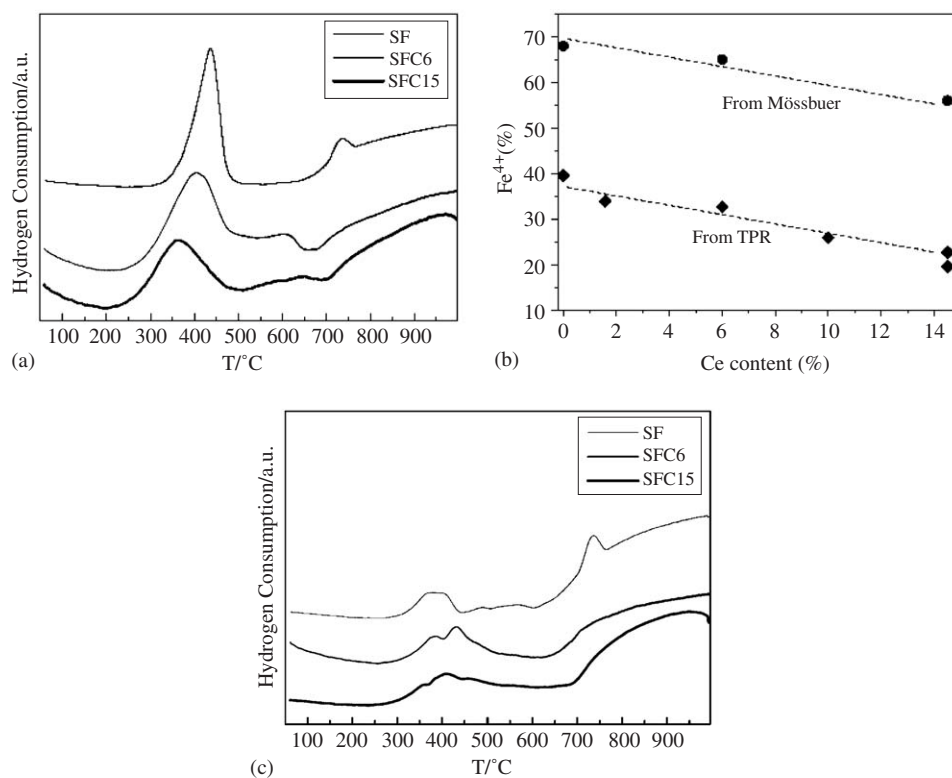 (a)
Hydrogen Consumption/a.u.
SF
SFC6
SFC15
100 200 300 400 500 600 700 800 900
T/˚C
(b)
Fe4+(%)
70
60
50
40
30
20
10
From Mössbuer
From TPR
0 2 4 6 8 10 12 14
Ce content (%)
(c)
Hydrogen Consumption/a.u.
SF
SFC6
SFC15
100 200 300 400 500 600 700 800 900
T/˚C